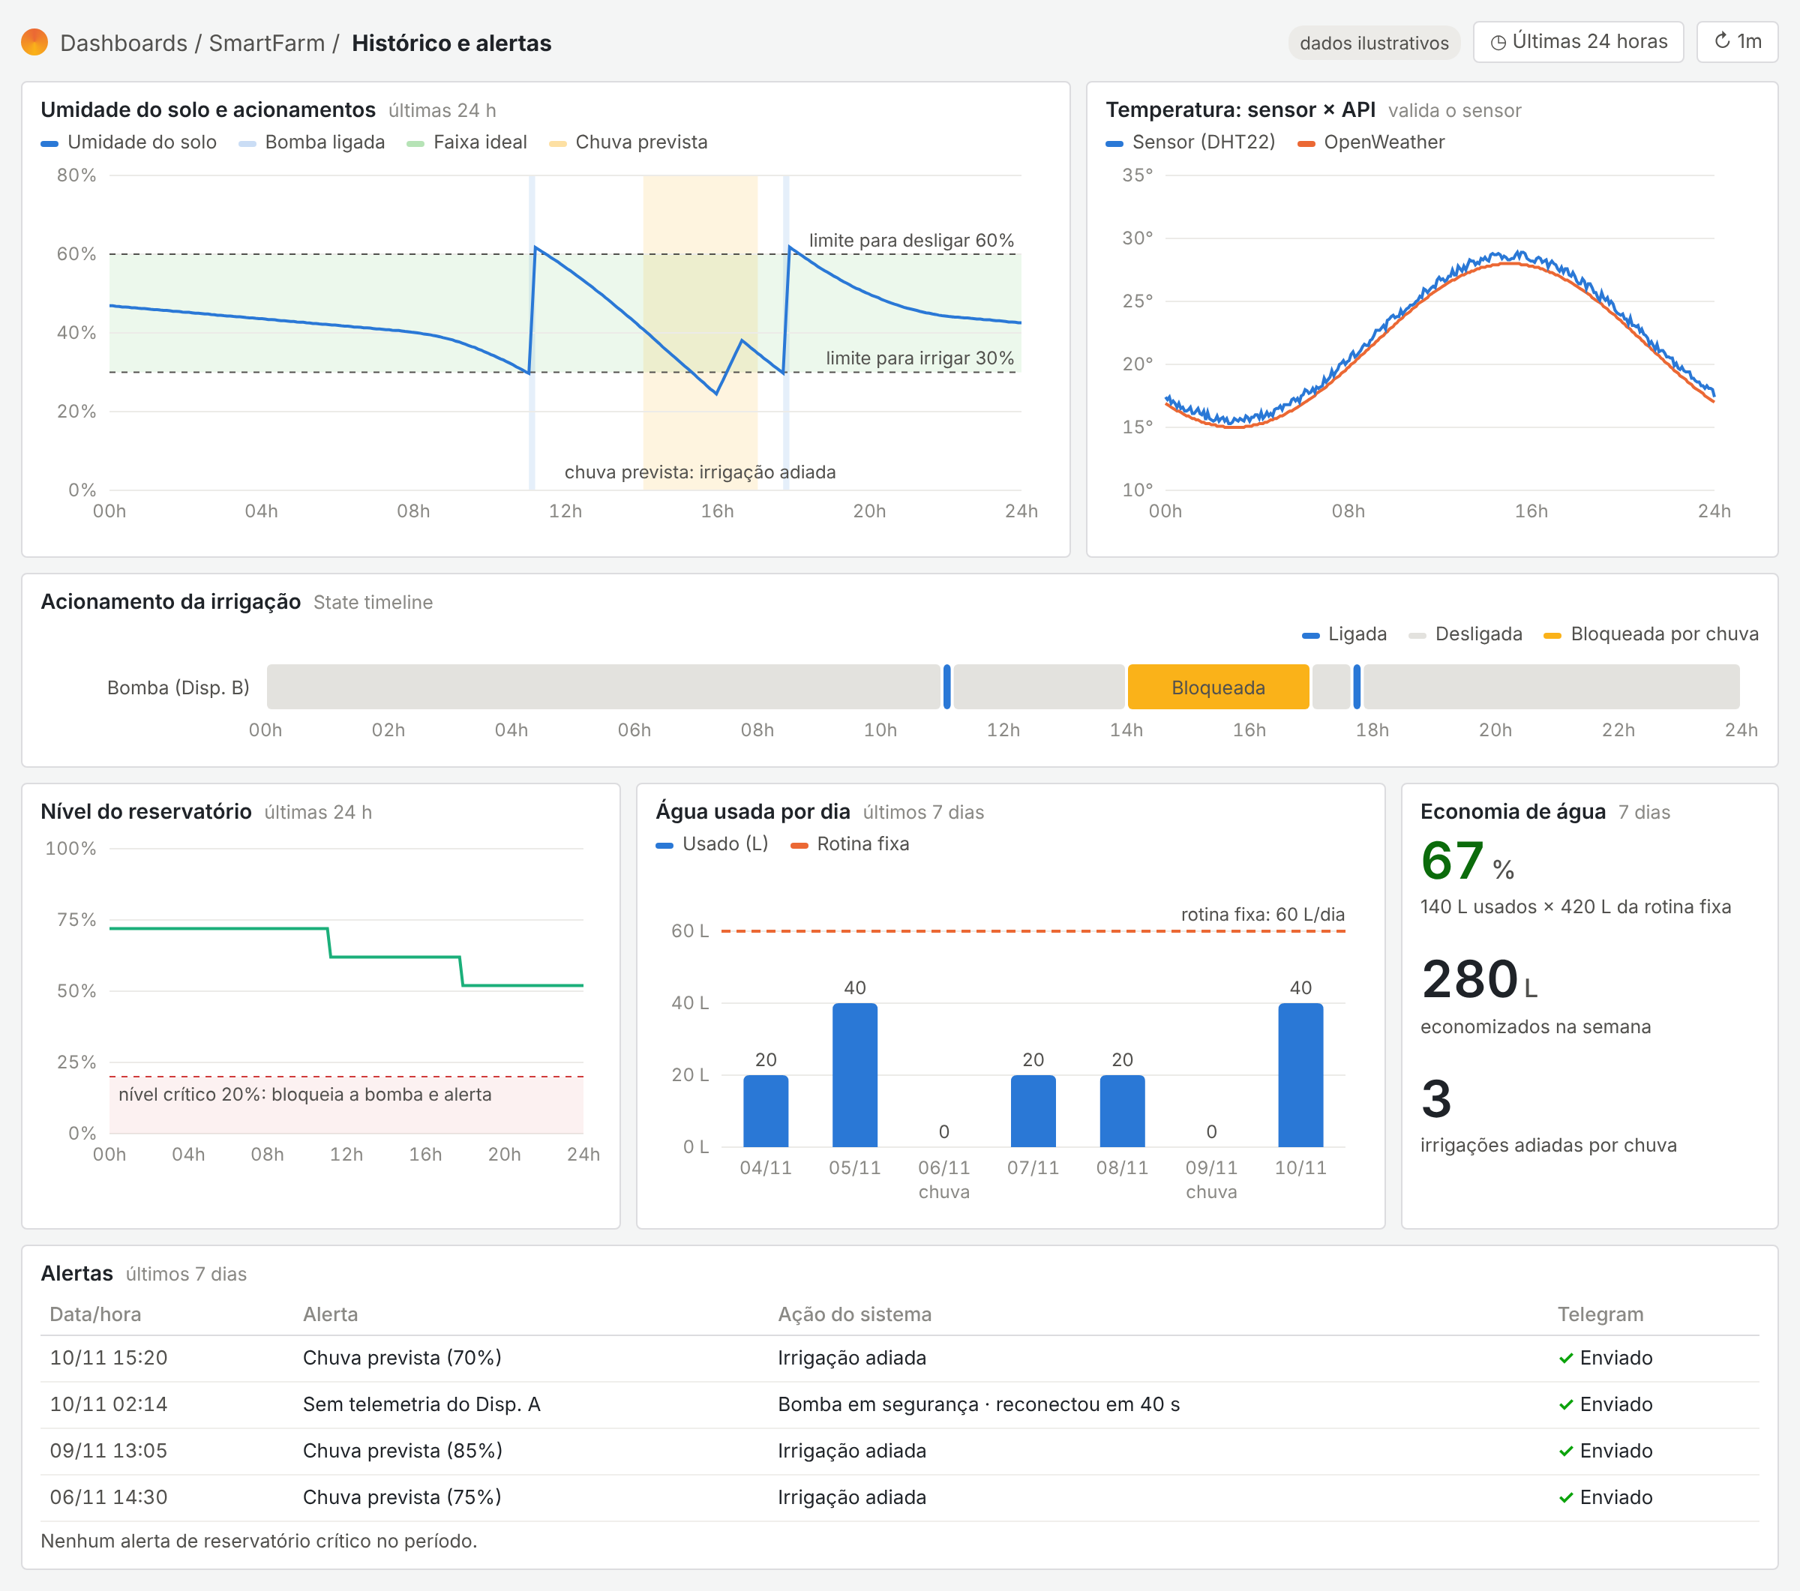 Dashboards / SmartFarm / Histórico e alertas
dados ilustrativos
Últimas 24 horas
1m
Umidade do solo e acionamentos últimas 24 h
Umidade do solo Bomba ligada Faixa ideal Chuva prevista
80%
60%
40%
20%
0%
limite para desligar 60%
limite para irrigar 30%
chuva prevista: irrigação adiada
00h 04h 08h 12h 16h 20h 24h
Temperatura: sensor × API valida o sensor
Sensor (DHT22) OpenWeather
35°
30°
25°
20°
15°
10°
00h 08h 16h 24h
Acionamento da irrigação State timeline
Ligada Desligada Bloqueada por chuva
Bomba (Disp. B)
Bloqueada
00h 02h 04h 06h 08h 10h 12h 14h 16h 18h 20h 22h 24h
Nível do reservatório últimas 24 h
100%
75%
50%
25%
0%
nível crítico 20%: bloqueia a bomba e alerta
00h 04h 08h 12h 16h 20h 24h
Água usada por dia últimos 7 dias
Usado (L) Rotina fixa
rotina fixa: 60 L/dia
60 L
40 L
20 L
0 L
20 40 0 20 20 0 40
04/11 05/11 06/11 07/11 08/11 09/11 10/11
chuva chuva
Economia de água 7 dias
67 %
140 L usados × 420 L da rotina fixa
280 L
economizados na semana
3
irrigações adiadas por chuva
Alertas últimos 7 dias
Data/hora Alerta Ação do sistema Telegram
10/11 15:20 Chuva prevista (70%) Irrigação adiada ✓ Enviado
10/11 02:14 Sem telemetria do Disp. A Bomba em segurança · reconectou em 40 s ✓ Enviado
09/11 13:05 Chuva prevista (85%) Irrigação adiada ✓ Enviado
06/11 14:30 Chuva prevista (75%) Irrigação adiada ✓ Enviado
Nenhum alerta de reservatório crítico no período.